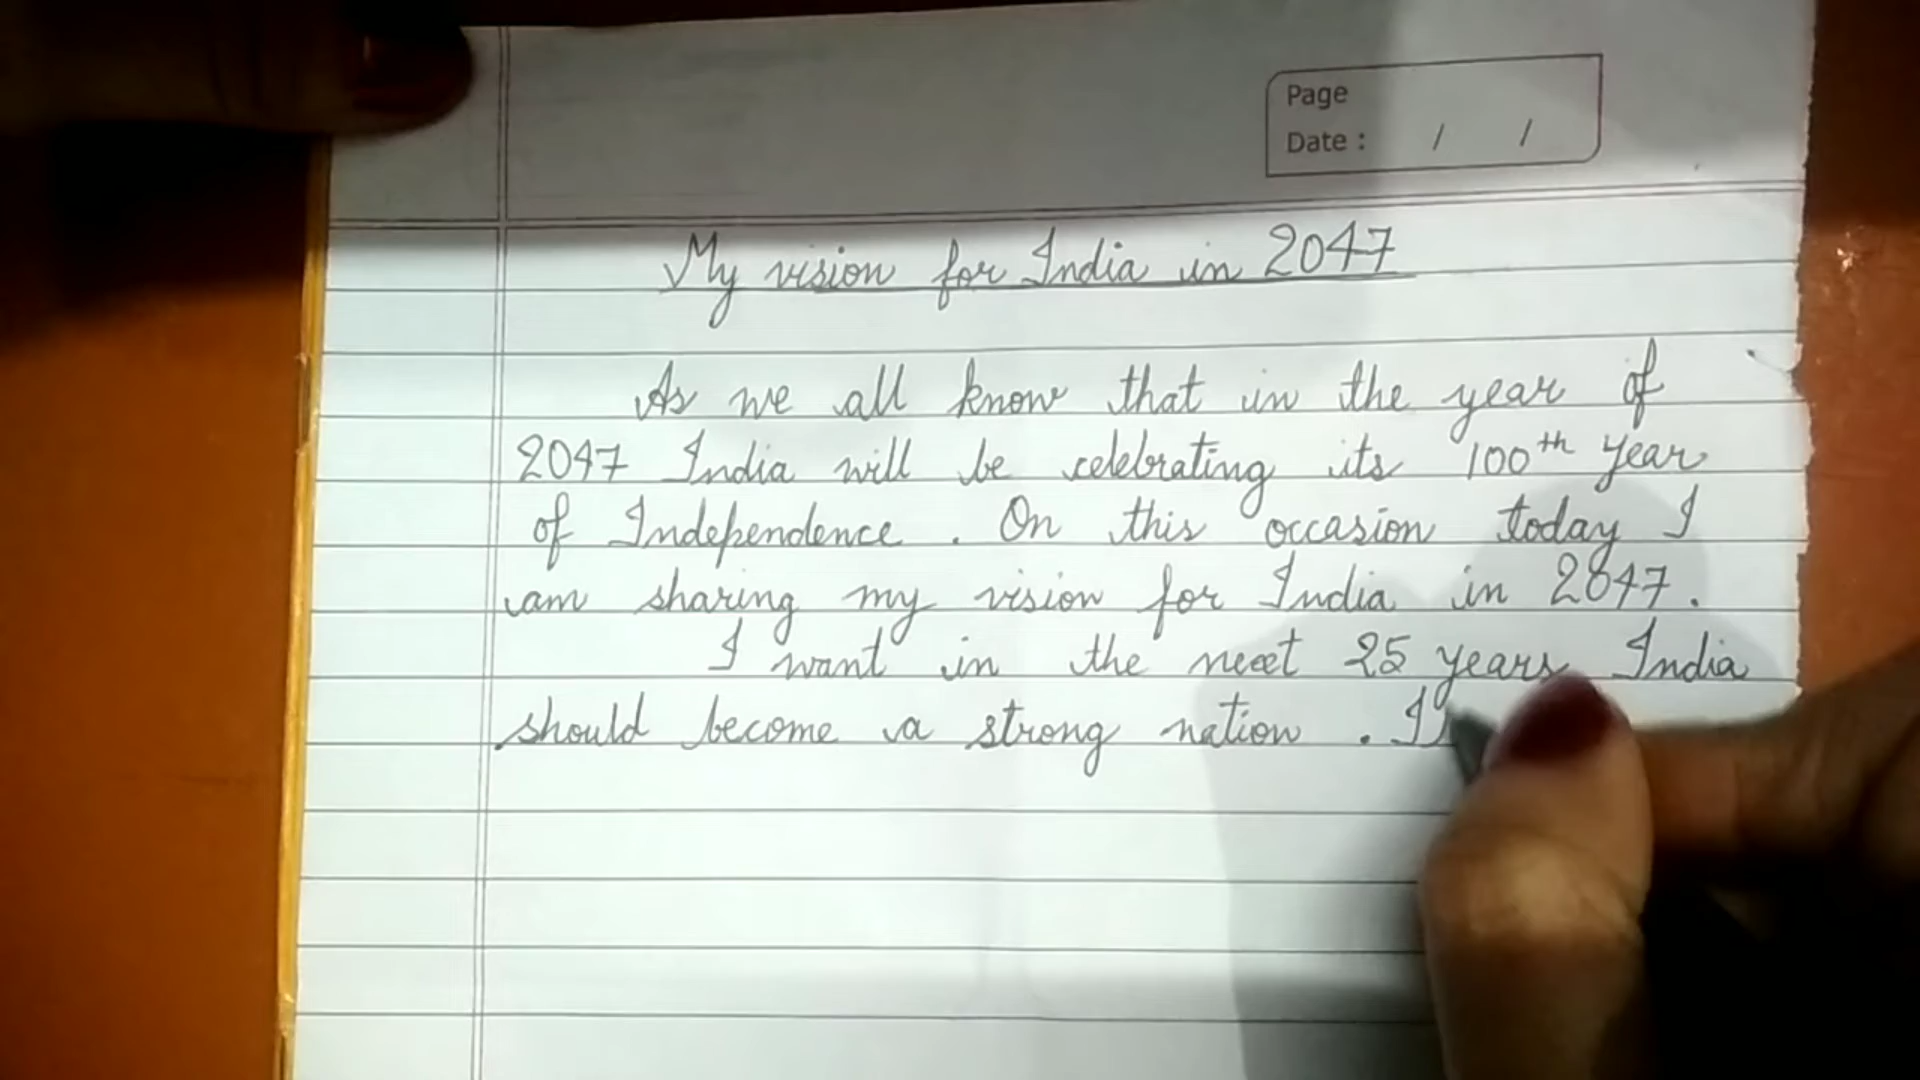 Page
Date : / /
My vision for India in 2047
As we all know that in the year of
2047 India will be celebrating its 100th year
of Independence . On this occasion today I
am sharing my vision for India in 2047.
I want in the next 25 years India
should become a strong nation .